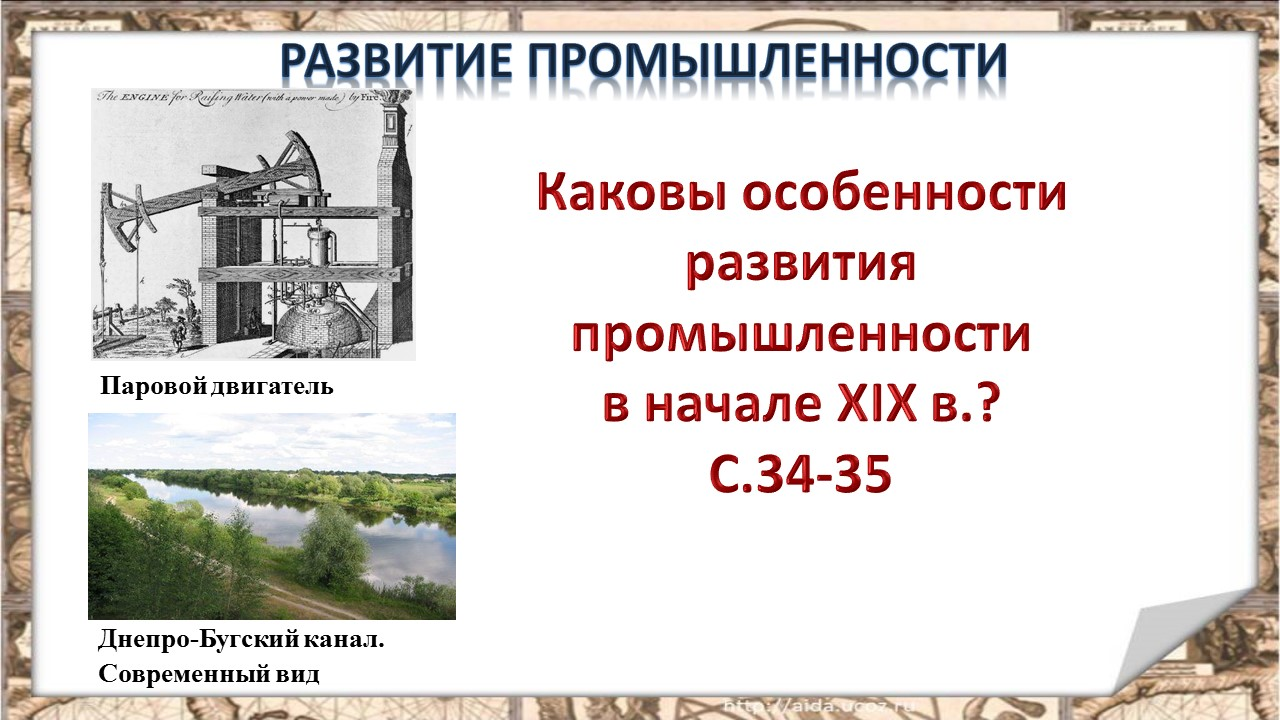 РАЗВИТИЕ ПРОМЫШЛЕННОСТИ
The ENGINE for Raising Water (with a power made) by Fire.
Паровой двигатель
Днепро-Бугский канал.
Современный вид
Каковы особенности
развития
промышленности
в начале XIX в.?
С.34-35
http://aida.ucoz.ru